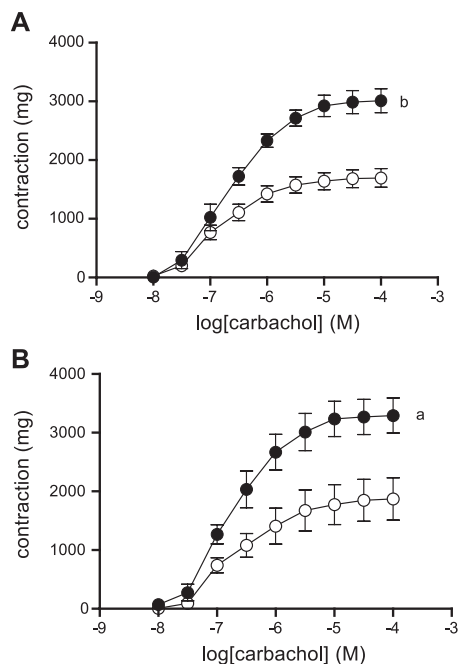 A
contraction (mg)
4000
3000
2000
1000
0
b
-9 -8 -7 -6 -5 -4 -3
log[carbachol] (M)
B
contraction (mg)
4000
3000
2000
1000
0
a
-9 -8 -7 -6 -5 -4 -3
log[carbachol] (M)